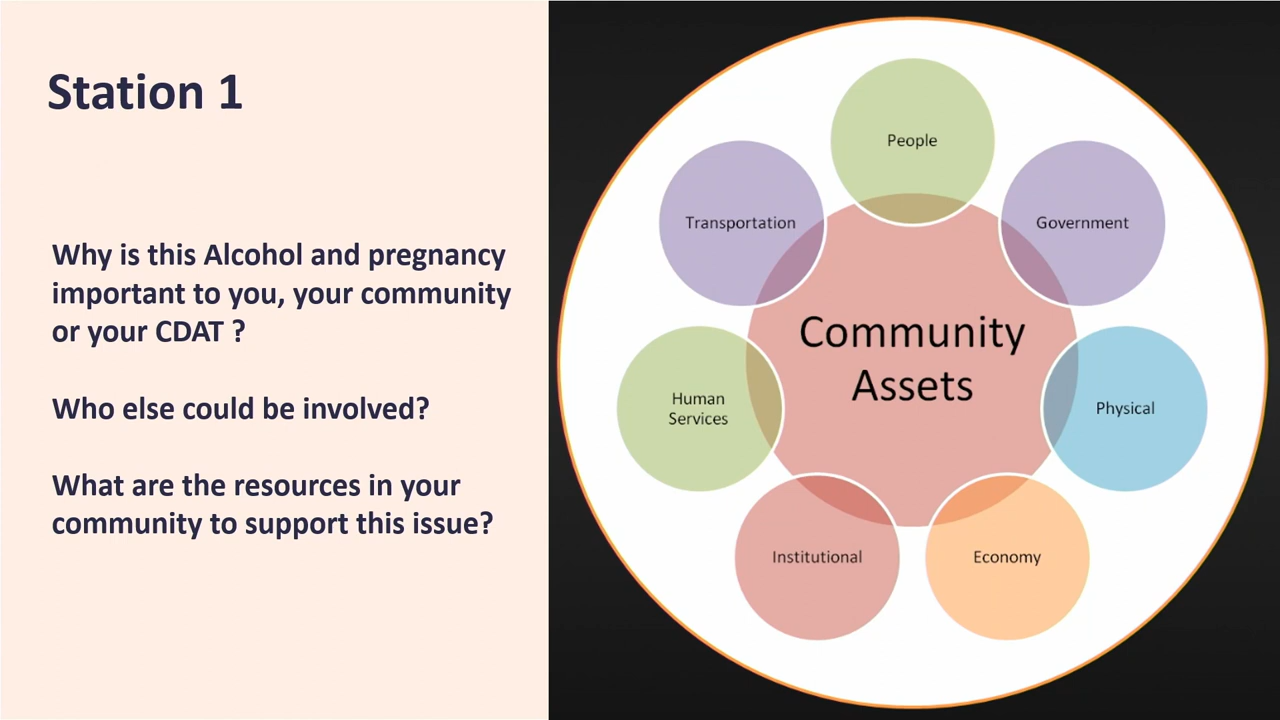 Station 1
Why is this Alcohol and pregnancy
important to you, your community
or your CDAT ?
Who else could be involved?
What are the resources in your
community to support this issue?
People
Transportation
Government
Community
Assets
Human
Services
Physical
Institutional
Economy